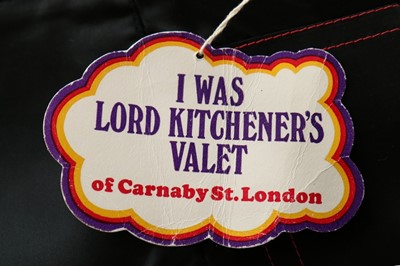 I WAS
LORD KITCHENER'S
VALET
of Carnaby St. London